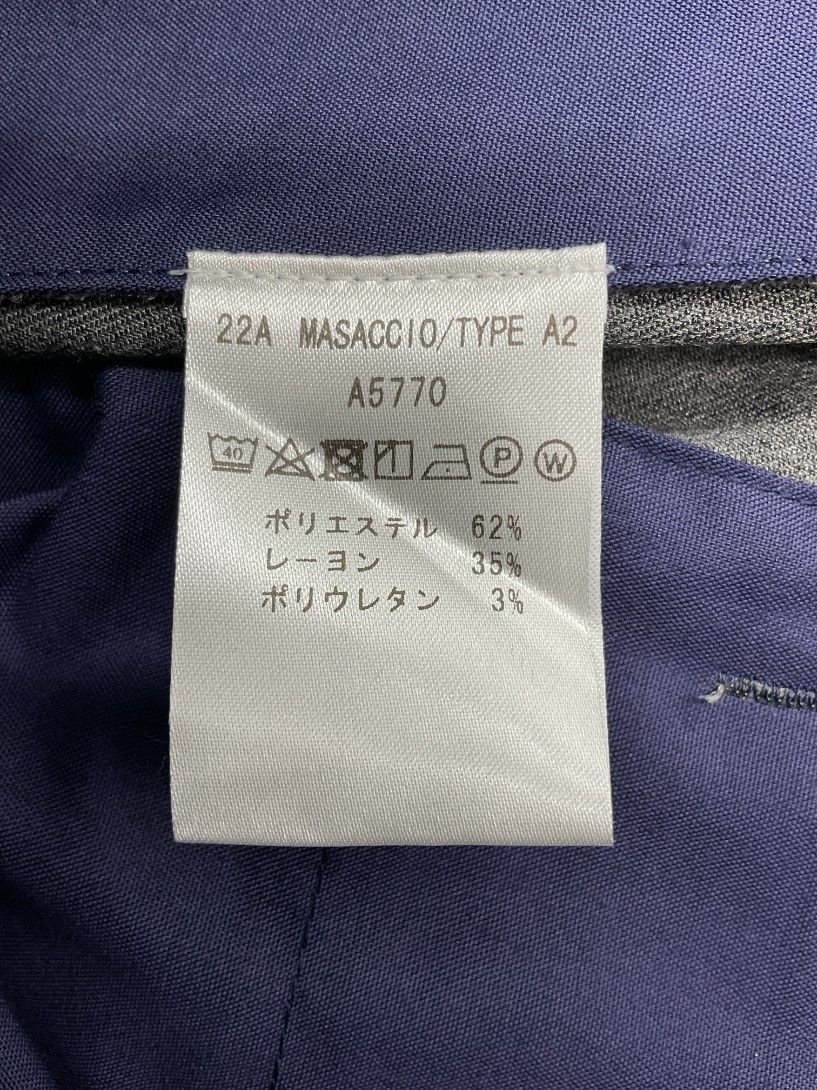 22A MASACCIO/TYPE A2
A5770
40 P W
ポリエステル 62%
レーヨン 35%
ポリウレタン 3%